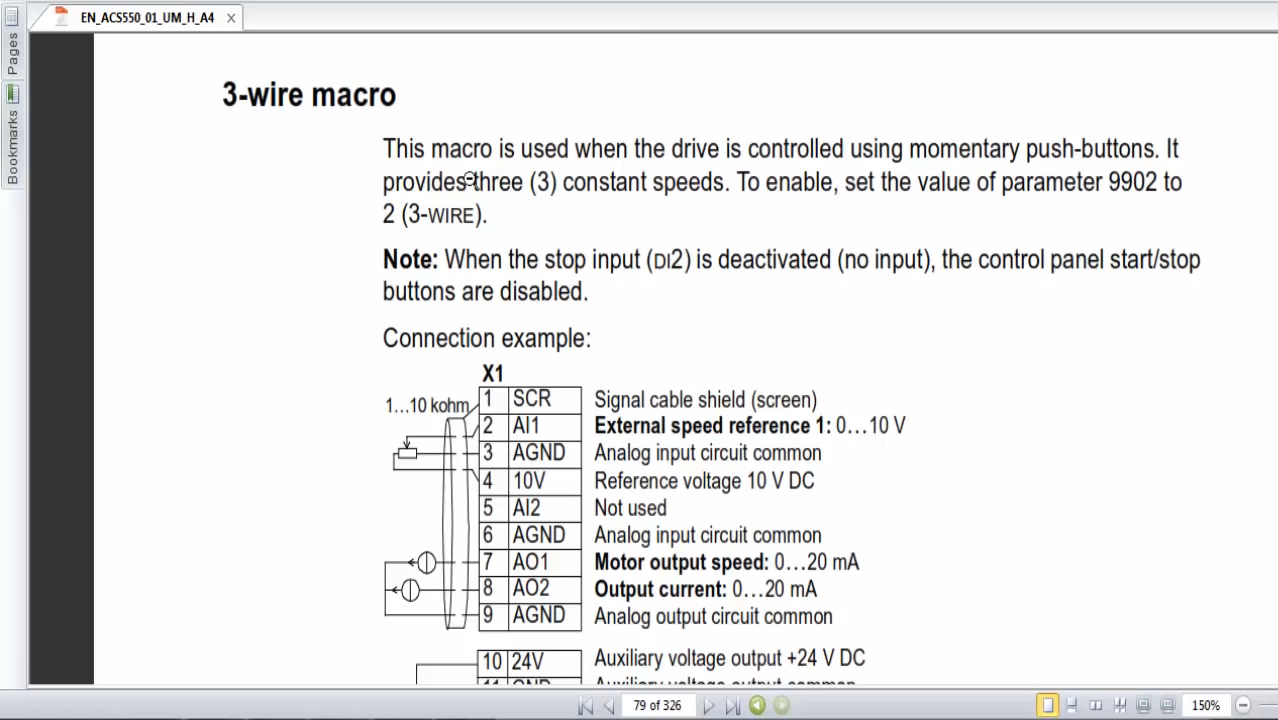 EN_ACS550_01_UM_H_A4
Pages
Bookmarks
3-wire macro
This macro is used when the drive is controlled using momentary push-buttons. It
provides three (3) constant speeds. To enable, set the value of parameter 9902 to
2 (3-WIRE).
Note: When the stop input (DI2) is deactivated (no input), the control panel start/stop
buttons are disabled.
Connection example:
X1
1…10 kohm
1 SCR Signal cable shield (screen)
2 AI1 External speed reference 1: 0…10 V
3 AGND Analog input circuit common
4 10V Reference voltage 10 V DC
5 AI2 Not used
6 AGND Analog input circuit common
7 AO1 Motor output speed: 0…20 mA
8 AO2 Output current: 0…20 mA
9 AGND Analog output circuit common
10 24V Auxiliary voltage output +24 V DC
11 GND Auxiliary voltage output common
79 of 326
150%